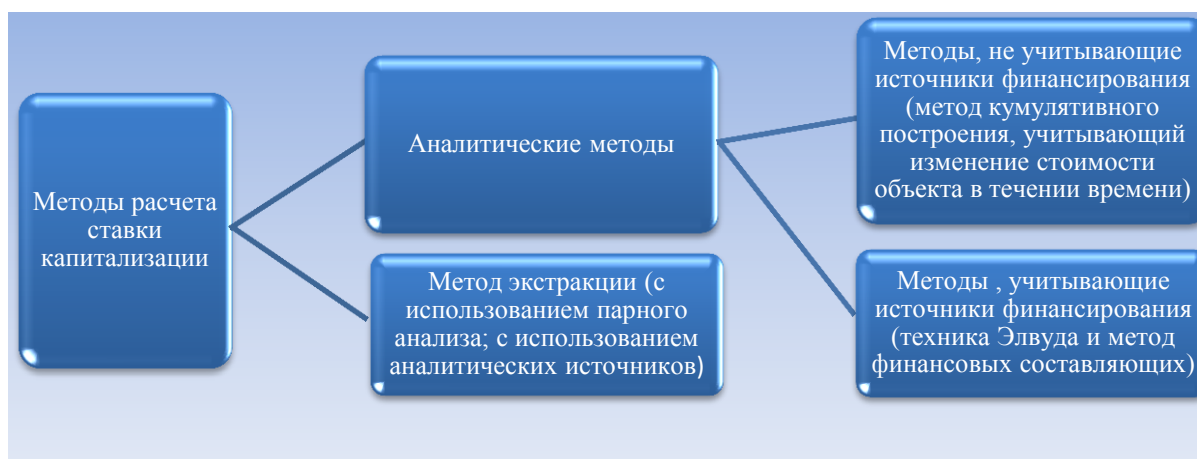 Методы расчета
ставки
капитализации
Аналитические методы
Метод экстракции (с
использованием парного
анализа; с использованием
аналитических источников)
Методы, не учитывающие
источники финансирования
(метод кумулятивного
построения, учитывающий
изменение стоимости
объекта в течении времени)
Методы , учитывающие
источники финансирования
(техника Элвуда и метод
финансовых составляющих)